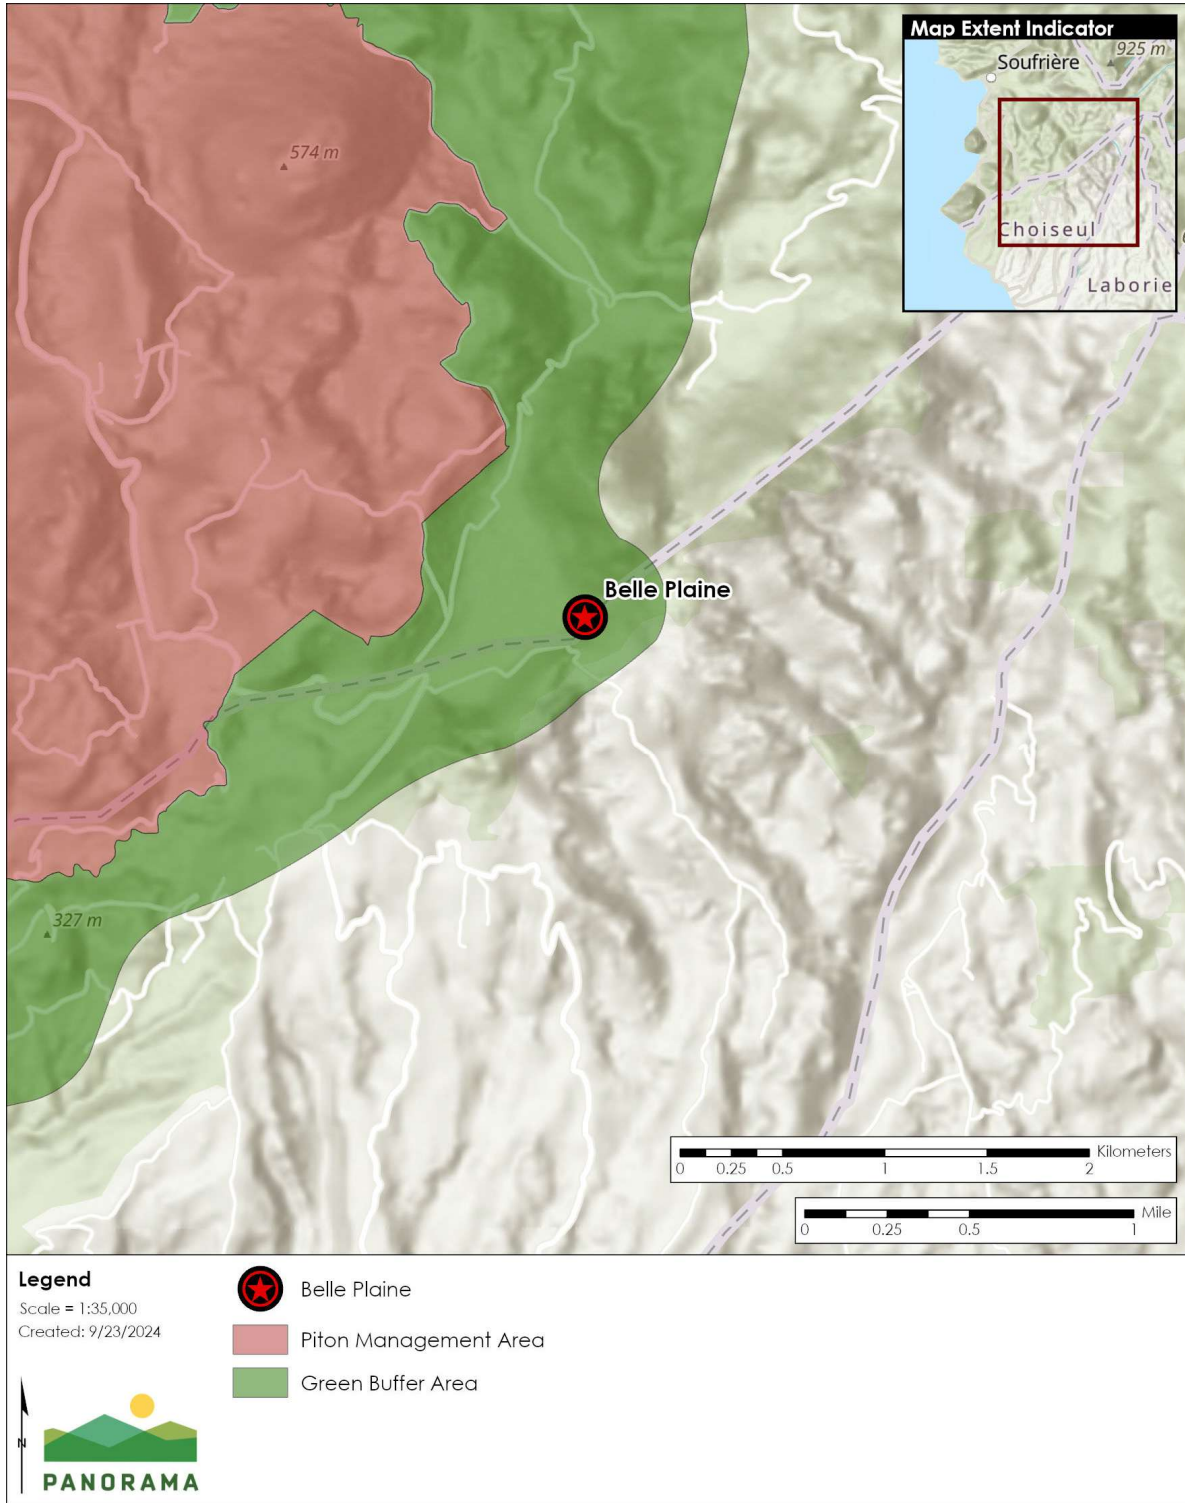 Map Extent Indicator
925 m
Soufrière
Choiseul
Laborie
574 m
Belle Plaine
327 m
Kilometers
0 0.25 0.5 1 1.5 2
Mile
0 0.25 0.5 1
Legend
Scale = 1:35,000
Created: 9/23/2024
N
PANORAMA
Belle Plaine
Piton Management Area
Green Buffer Area